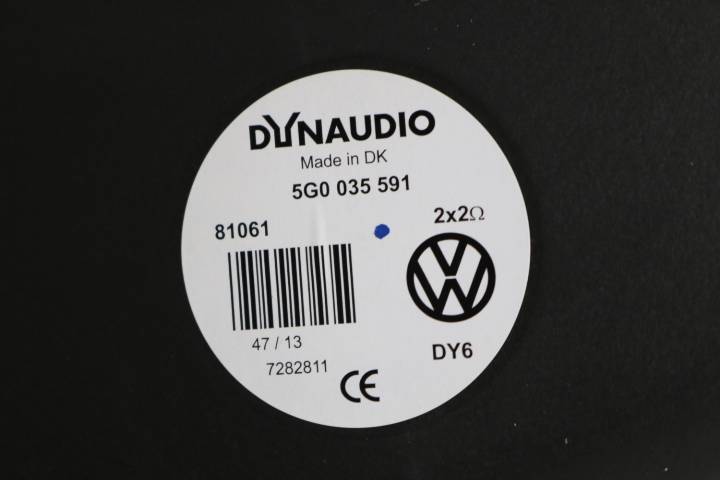 DYNAUDIO
Made in DK
5G0 035 591
81061
2x2Ω
47 / 13
7282811
DY6
CE